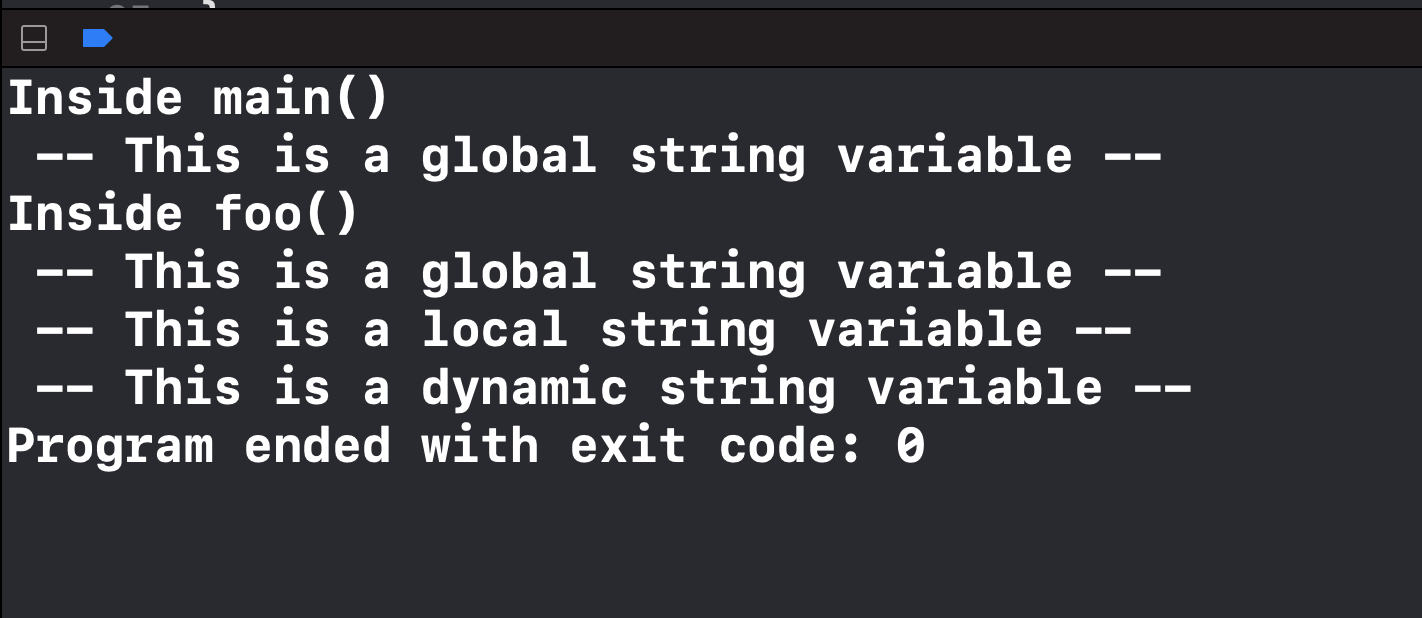 Inside main()
 -- This is a global string variable --
Inside foo()
 -- This is a global string variable --
 -- This is a local string variable --
 -- This is a dynamic string variable --
Program ended with exit code: 0